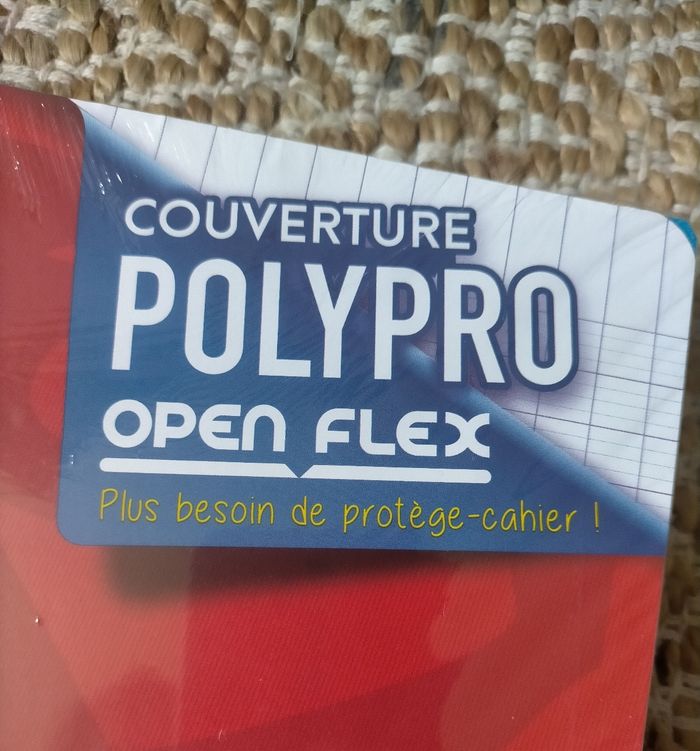 COUVERTURE
POLYPRO
OPEN FLEX
Plus besoin de protège-cahier !